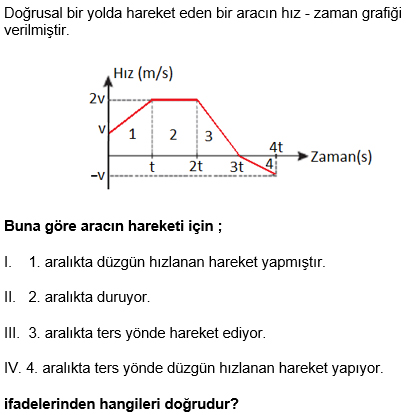 Doğrusal bir yolda hareket eden bir aracın hız - zaman grafiği
verilmiştir.
Hız (m/s)
2v
v
1
2
3
4t
Zaman(s)
t
2t
3t
4
–v
Buna göre aracın hareketi için ;
I. 1. aralıkta düzgün hızlanan hareket yapmıştır.
II. 2. aralıkta duruyor.
III. 3. aralıkta ters yönde hareket ediyor.
IV. 4. aralıkta ters yönde düzgün hızlanan hareket yapıyor.
ifadelerinden hangileri doğrudur?